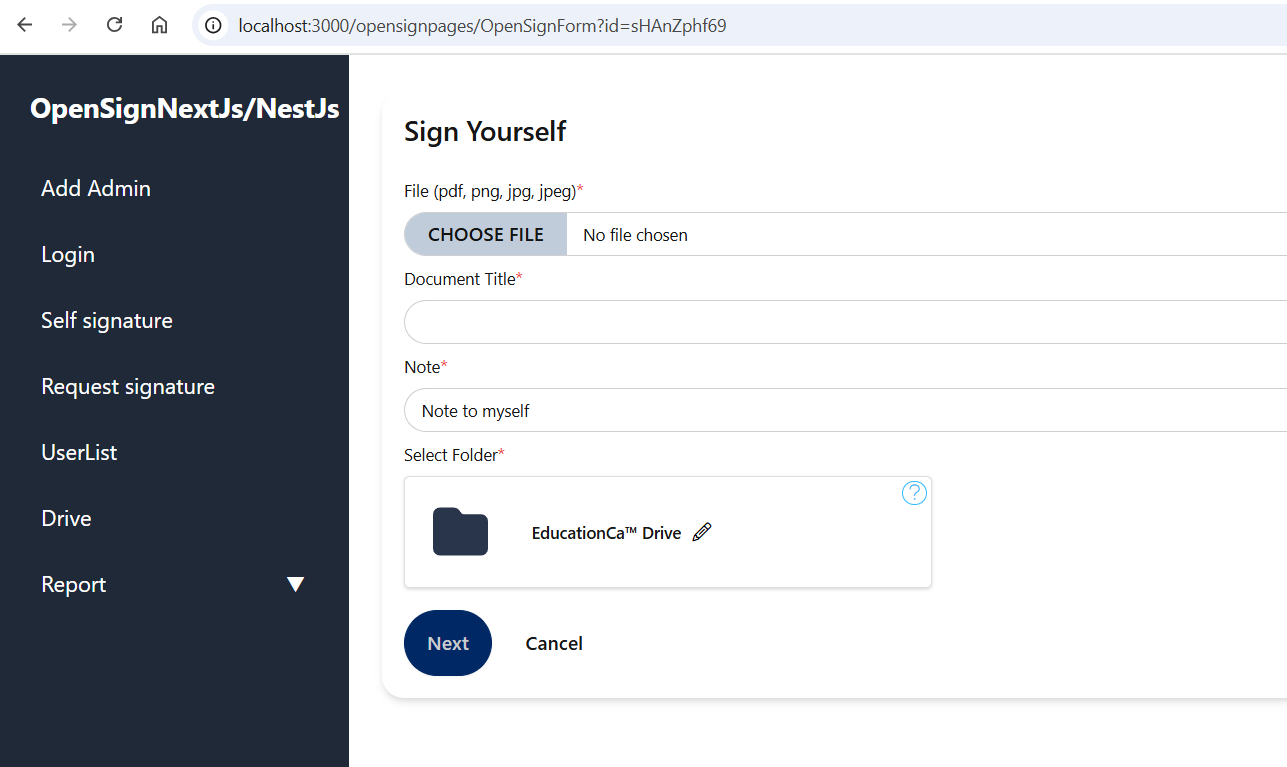 localhost:3000/opensignpages/OpenSignForm?id=sHAnZphf69
OpenSignNextJs/NestJs
Add Admin
Login
Self signature
Request signature
UserList
Drive
Report ▼
Sign Yourself
File (pdf, png, jpg, jpeg)*
CHOOSE FILE No file chosen
Document Title*
Note*
Note to myself
Select Folder*
?
EducationCa™ Drive
Next Cancel